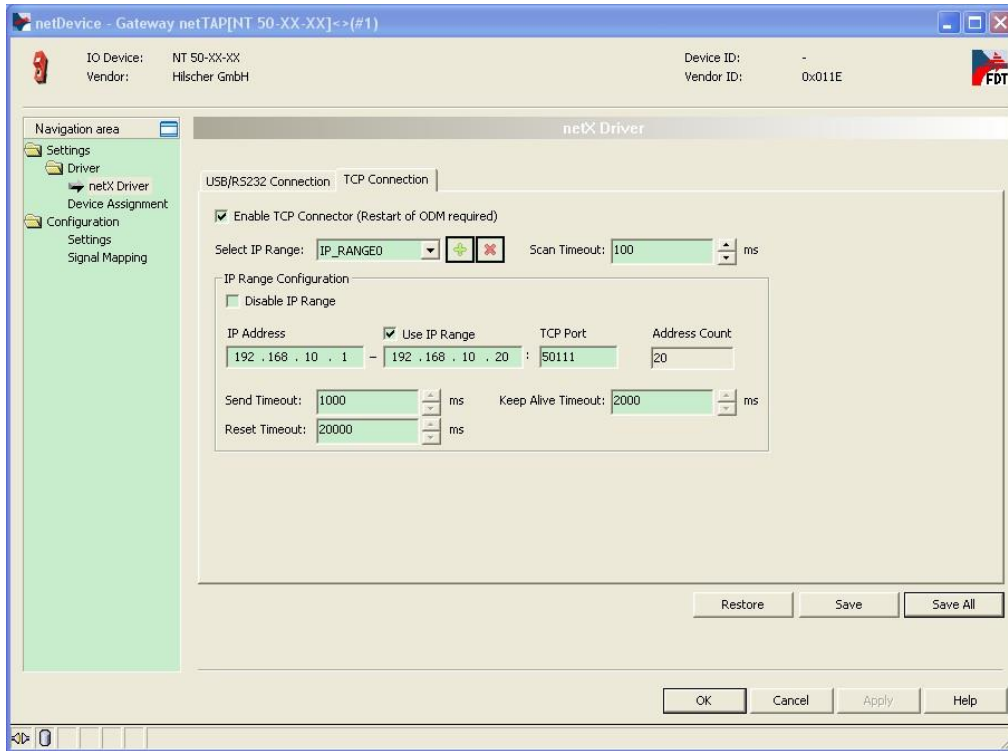 netDevice - Gateway netTAP[NT 50-XX-XX]<>(#1)
IO Device: NT 50-XX-XX Device ID: -
Vendor: Hilscher GmbH Vendor ID: 0x011E
FDT
Navigation area
netX Driver
Settings
Driver
netX Driver
Device Assignment
Configuration
Settings
Signal Mapping
USB/RS232 Connection TCP Connection
Enable TCP Connector (Restart of ODM required)
Select IP Range: IP_RANGE0 Scan Timeout: 100 ms
IP Range Configuration
Disable IP Range
IP Address Use IP Range TCP Port Address Count
192 . 168 . 10 . 1 - 192 . 168 . 10 . 20 : 50111 20
Send Timeout: 1000 ms Keep Alive Timeout: 2000 ms
Reset Timeout: 20000 ms
Restore Save Save All
OK Cancel Apply Help